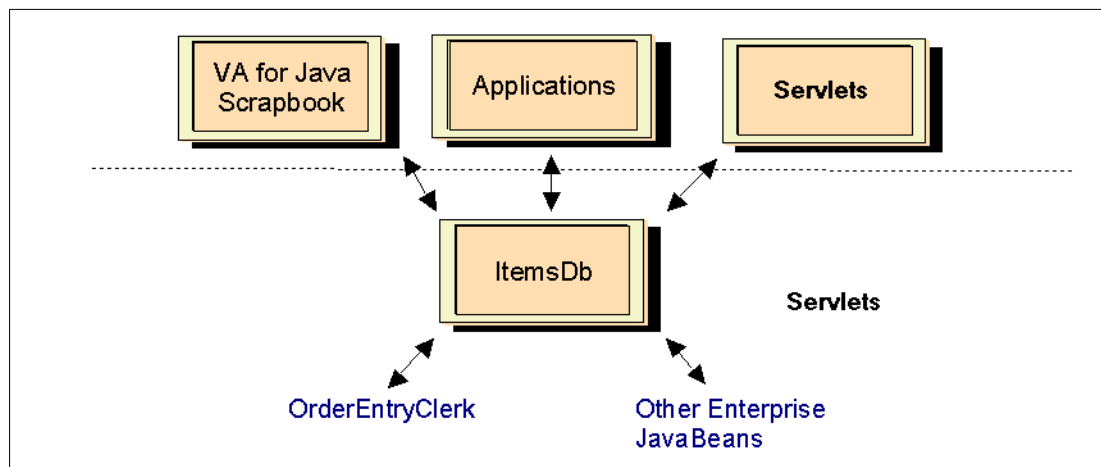 VA for Java
Scrapbook
Applications
Servlets
ItemsDb
Servlets
OrderEntryClerk
Other Enterprise
JavaBeans